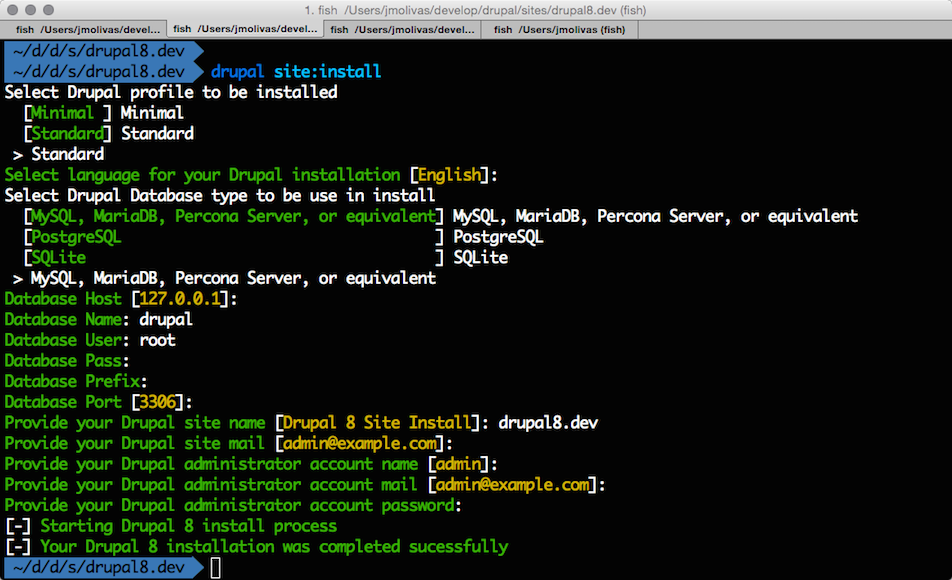 1. fish /Users/jmolivas/develop/drupal/sites/drupal8.dev (fish)
fish /Users/jmolivas/devel... fish /Users/jmolivas/devel... fish /Users/jmolivas/devel... fish /Users/jmolivas (fish)
~/d/d/s/drupal8.dev
~/d/d/s/drupal8.dev drupal site:install
Select Drupal profile to be installed
[Minimal ] Minimal
[Standard] Standard
> Standard
Select language for your Drupal installation [English]:
Select Drupal Database type to be use in install
[MySQL, MariaDB, Percona Server, or equivalent] MySQL, MariaDB, Percona Server, or equivalent
[PostgreSQL ] PostgreSQL
[SQLite ] SQLite
> MySQL, MariaDB, Percona Server, or equivalent
Database Host [127.0.0.1]:
Database Name: drupal
Database User: root
Database Pass:
Database Prefix:
Database Port [3306]:
Provide your Drupal site name [Drupal 8 Site Install]: drupal8.dev
Provide your Drupal site mail [admin@example.com]:
Provide your Drupal administrator account name [admin]:
Provide your Drupal administrator account mail [admin@example.com]:
Provide your Drupal administrator account password:
[-] Starting Drupal 8 install process
[-] Your Drupal 8 installation was completed sucessfully
~/d/d/s/drupal8.dev